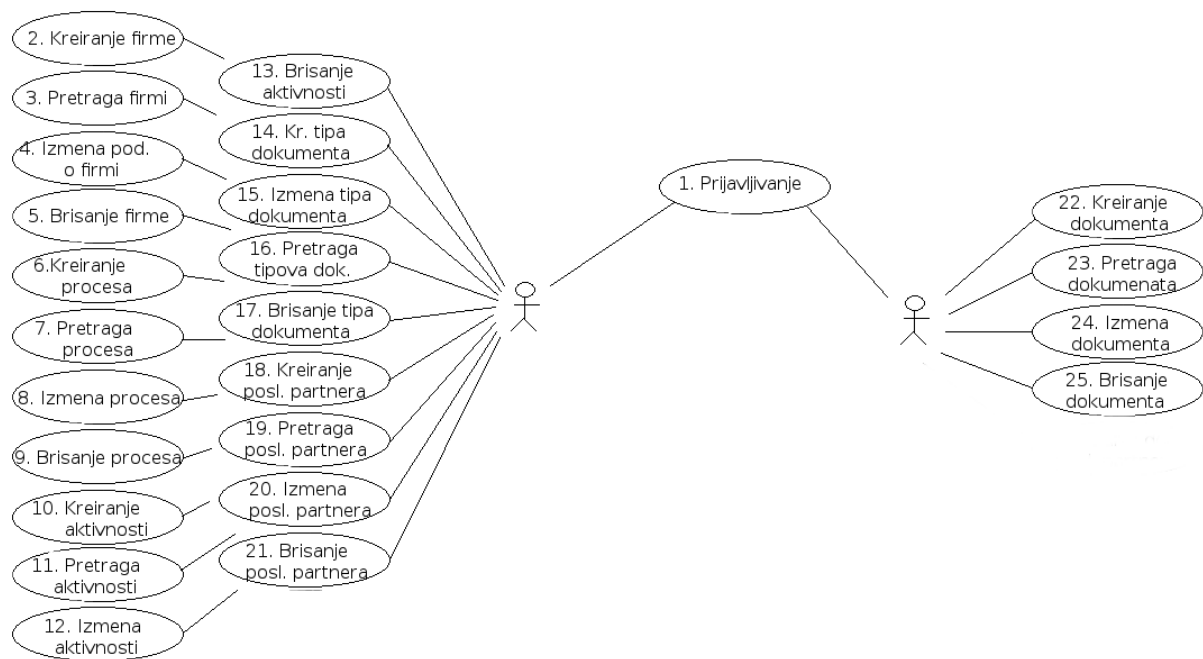 2. Kreiranje firme
3. Pretraga firmi
4. Izmena pod.
o firmi
5. Brisanje firme
6.Kreiranje
procesa
7. Pretraga
procesa
8. Izmena procesa
9. Brisanje procesa
10. Kreiranje
aktivnosti
11. Pretraga
aktivnosti
12. Izmena
aktivnosti
13. Brisanje
aktivnosti
14. Kr. tipa
dokumenta
15. Izmena tipa
dokumenta
16. Pretraga
tipova dok.
17. Brisanje tipa
dokumenta
18. Kreiranje
posl. partnera
19. Pretraga
posl. partnera
20. Izmena
posl. partnera
21. Brisanje
posl. partnera
1. Prijavljivanje
22. Kreiranje
dokumenta
23. Pretraga
dokumenata
24. Izmena
dokumenta
25. Brisanje
dokumenta